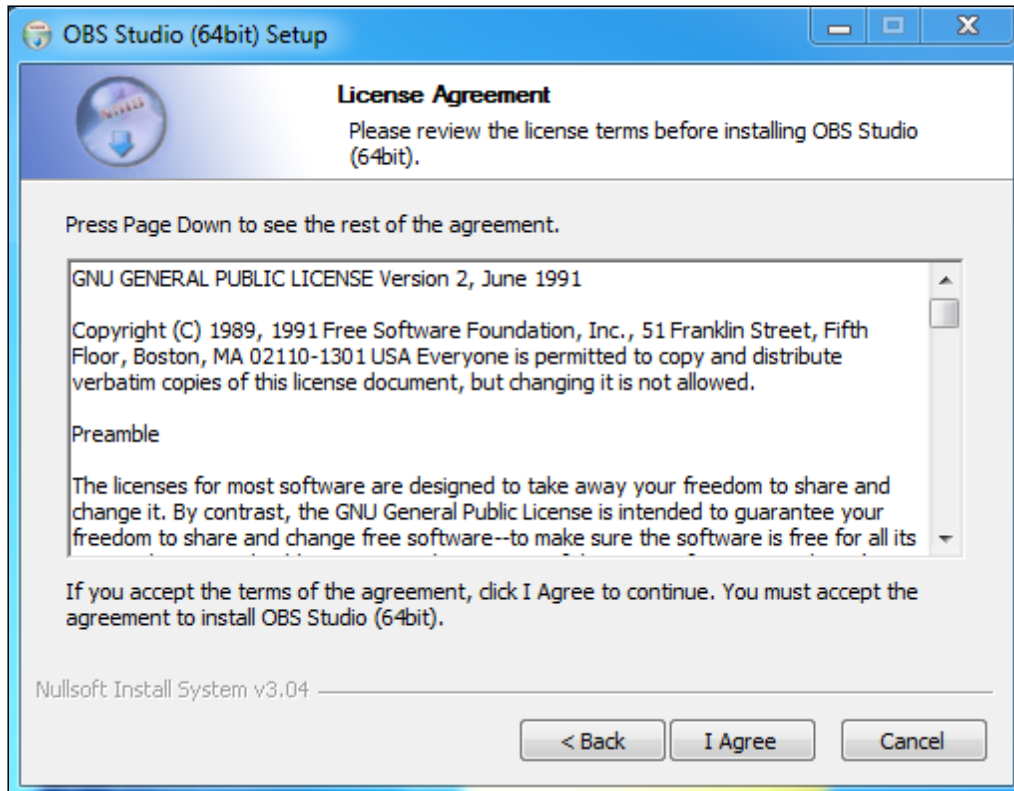 OBS Studio (64bit) Setup
License Agreement
Please review the license terms before installing OBS Studio
(64bit).
Press Page Down to see the rest of the agreement.
GNU GENERAL PUBLIC LICENSE Version 2, June 1991
Copyright (C) 1989, 1991 Free Software Foundation, Inc., 51 Franklin Street, Fifth
Floor, Boston, MA 02110-1301 USA Everyone is permitted to copy and distribute
verbatim copies of this license document, but changing it is not allowed.
Preamble
The licenses for most software are designed to take away your freedom to share and
change it. By contrast, the GNU General Public License is intended to guarantee your
freedom to share and change free software--to make sure the software is free for all its
If you accept the terms of the agreement, click I Agree to continue. You must accept the
agreement to install OBS Studio (64bit).
Nullsoft Install System v3.04
< Back
I Agree
Cancel